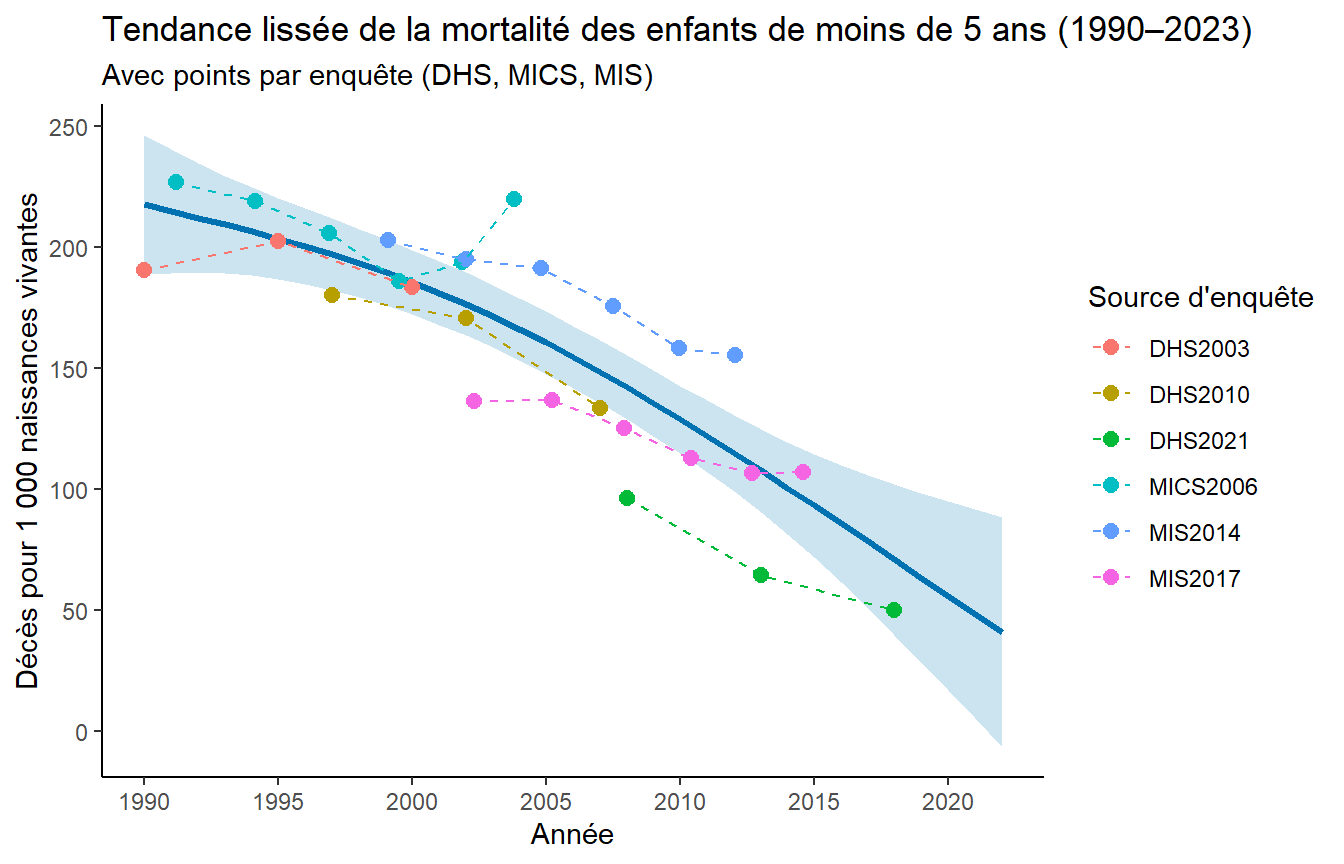 Tendance lissée de la mortalité des enfants de moins de 5 ans (1990–2023)
Avec points par enquête (DHS, MICS, MIS)
Décès pour 1 000 naissances vivantes
250
200
150
100
50
0
1990 1995 2000 2005 2010 2015 2020
Année
Source d'enquête
DHS2003
DHS2010
DHS2021
MICS2006
MIS2014
MIS2017